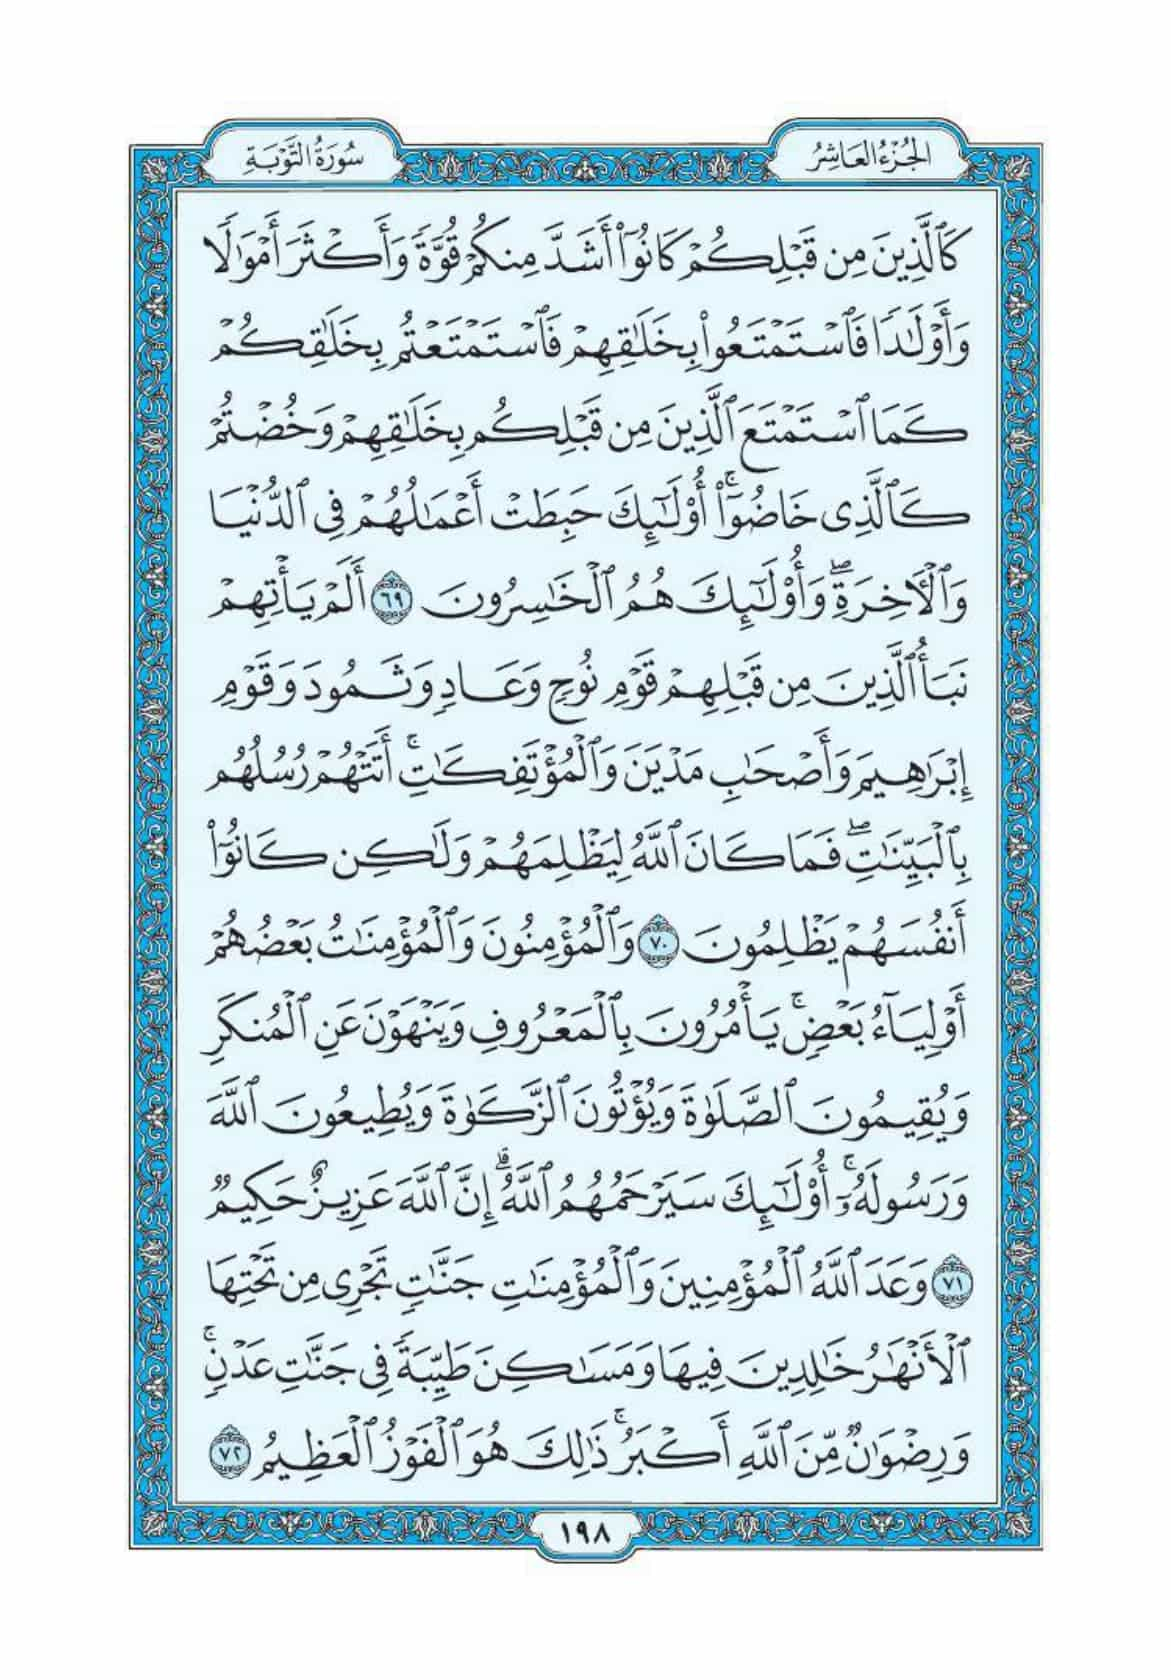 الجُزْءُ العَاشِرُ
سُورَةُ التَّوْبَةِ
كَٱلَّذِينَ مِن قَبْلِكُمْ كَانُوٓا۟ أَشَدَّ مِنكُمْ قُوَّةً وَأَكْثَرَ أَمْوَٰلًا
وَأَوْلَٰدًا فَٱسْتَمْتَعُوا۟ بِخَلَٰقِهِمْ فَٱسْتَمْتَعْتُم بِخَلَٰقِكُمْ
كَمَا ٱسْتَمْتَعَ ٱلَّذِينَ مِن قَبْلِكُم بِخَلَٰقِهِمْ وَخُضْتُمْ
كَٱلَّذِى خَاضُوٓا۟ ۚ أُو۟لَٰٓئِكَ حَبِطَتْ أَعْمَٰلُهُمْ فِى ٱلدُّنْيَا
وَٱلْـَٔاخِرَةِ ۖ وَأُو۟لَٰٓئِكَ هُمُ ٱلْخَٰسِرُونَ ٦٩ أَلَمْ يَأْتِهِمْ
نَبَأُ ٱلَّذِينَ مِن قَبْلِهِمْ قَوْمِ نُوحٍ وَعَادٍ وَثَمُودَ وَقَوْمِ
إِبْرَٰهِيمَ وَأَصْحَٰبِ مَدْيَنَ وَٱلْمُؤْتَفِكَٰتِ ۚ أَتَتْهُمْ رُسُلُهُم
بِٱلْبَيِّنَٰتِ ۖ فَمَا كَانَ ٱللَّهُ لِيَظْلِمَهُمْ وَلَٰكِن كَانُوٓا۟
أَنفُسَهُمْ يَظْلِمُونَ ٧٠ وَٱلْمُؤْمِنُونَ وَٱلْمُؤْمِنَٰتُ بَعْضُهُمْ
أَوْلِيَآءُ بَعْضٍ ۚ يَأْمُرُونَ بِٱلْمَعْرُوفِ وَيَنْهَوْنَ عَنِ ٱلْمُنكَرِ
وَيُقِيمُونَ ٱلصَّلَوٰةَ وَيُؤْتُونَ ٱلزَّكَوٰةَ وَيُطِيعُونَ ٱللَّهَ
وَرَسُولَهُۥٓ ۚ أُو۟لَٰٓئِكَ سَيَرْحَمُهُمُ ٱللَّهُ ۗ إِنَّ ٱللَّهَ عَزِيزٌ حَكِيمٌ
٧١ وَعَدَ ٱللَّهُ ٱلْمُؤْمِنِينَ وَٱلْمُؤْمِنَٰتِ جَنَّٰتٍ تَجْرِى مِن تَحْتِهَا
ٱلْأَنْهَٰرُ خَٰلِدِينَ فِيهَا وَمَسَٰكِنَ طَيِّبَةً فِى جَنَّٰتِ عَدْنٍ ۚ
وَرِضْوَٰنٌ مِّنَ ٱللَّهِ أَكْبَرُ ۚ ذَٰلِكَ هُوَ ٱلْفَوْزُ ٱلْعَظِيمُ ٧٢
١٩٨